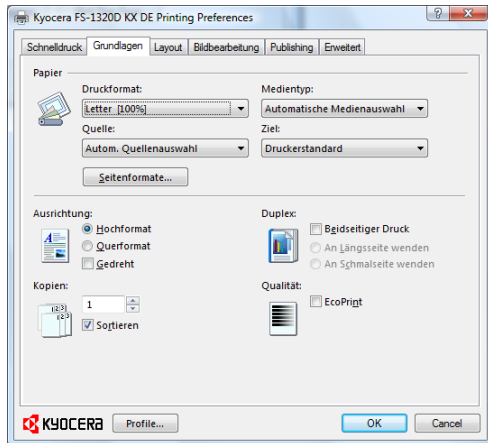 Kyocera FS-1320D KX DE Printing Preferences
Schnelldruck Grundlagen Layout Bildbearbeitung Publishing Erweitert
Papier
Druckformat: Medientyp:
Letter [100%] Automatische Medienauswahl
Quelle: Ziel:
Autom. Quellenauswahl Druckerstandard
Seitenformate...
Ausrichtung: Duplex:
Hochformat Beidseitiger Druck
Querformat An Längsseite wenden
Gedreht An Schmalseite wenden
Kopien: Qualität:
1 EcoPrint
Sortieren
KYOCERA Profile... OK Cancel